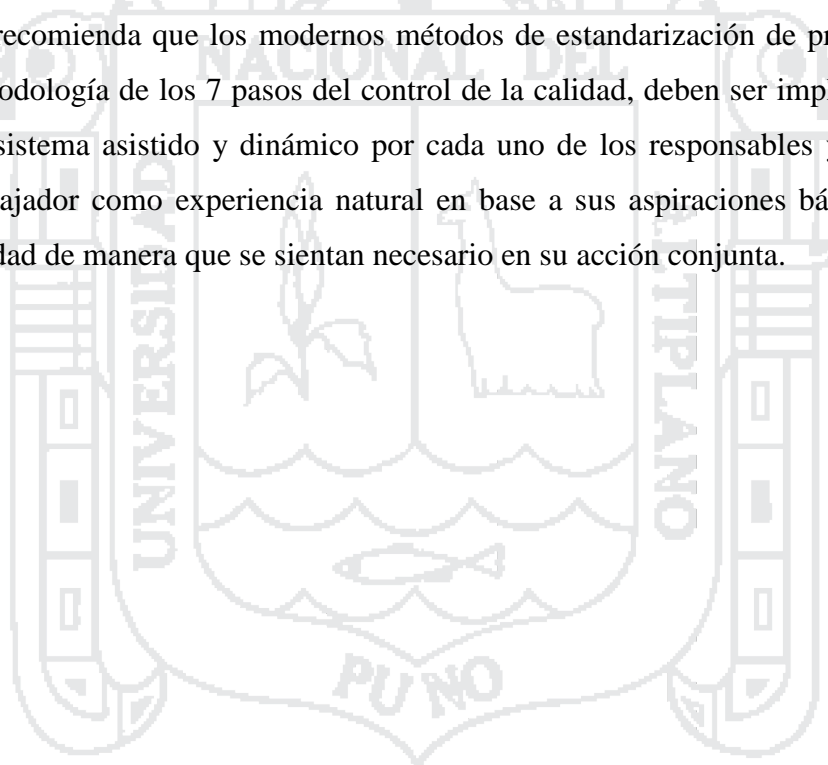 recomienda que los modernos métodos de estandarización de pr
odología de los 7 pasos del control de la calidad, deben ser impl
sistema asistido y dinámico por cada uno de los responsables y
ajador como experiencia natural en base a sus aspiraciones bá
dad de manera que se sientan necesario en su acción conjunta.
UNIVERSIDAD
NACIONAL DEL
ALTIPLANO
PUNO